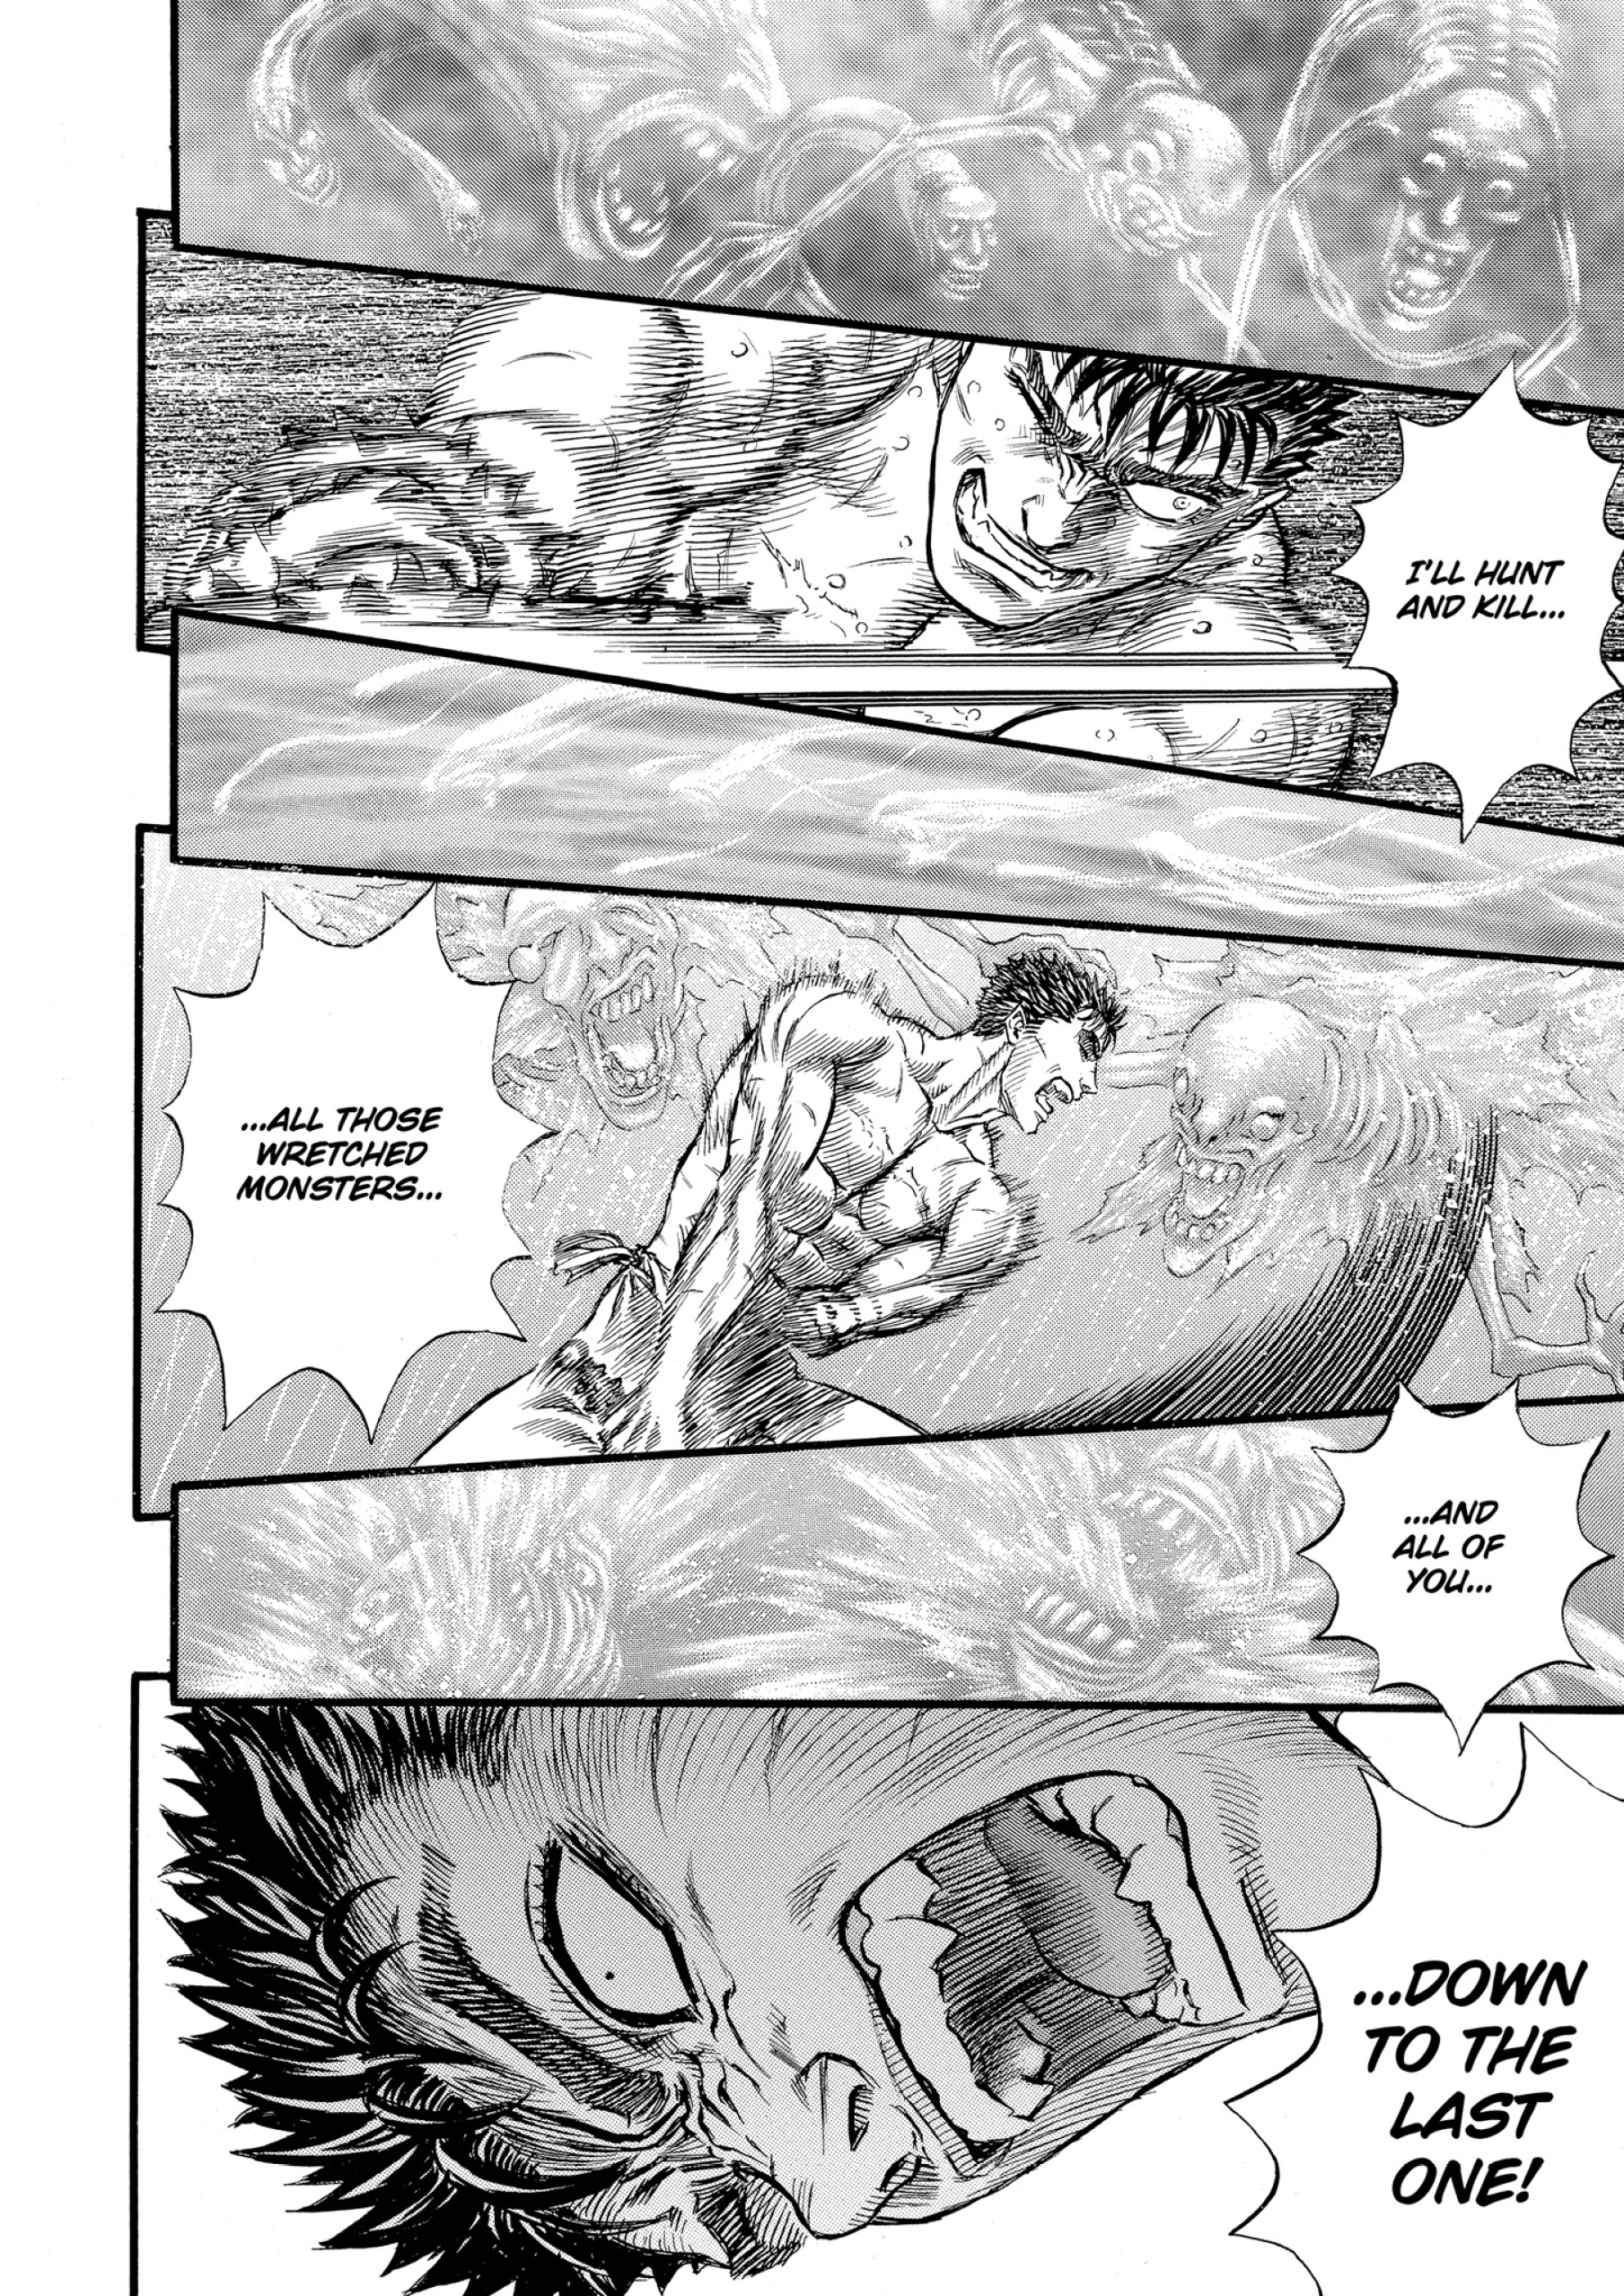 I'LL HUNT
AND KILL...
...ALL THOSE
WRETCHED
MONSTERS...
...AND
ALL OF
YOU...
...DOWN
TO THE
LAST
ONE!